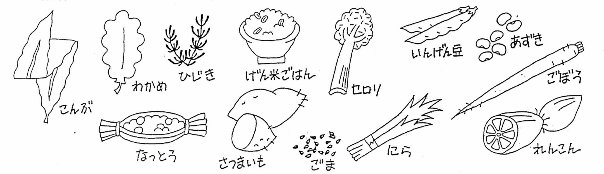 こんぶ
わかめ
ひじき
げん米ごはん
セロリ
いんげん豆
あずき
ごぼう
なっとう
さつまいも
ごま
にら
れんこん